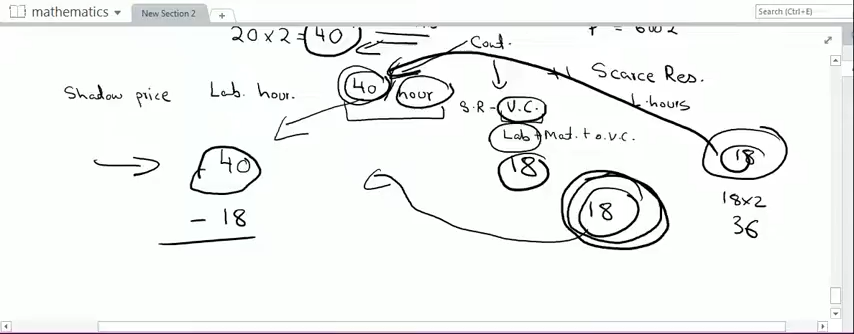 mathematics
New Section 2
+
Search (Ctrl+E)
20 x 2 = 40
Cont.
Shadow price Lab. hour. 40 / hour
+1 Scarce Res.
L. hours
S.R - V.C.
Lab + Mat. + o.V.C.
40
18
18
18
- 18
18x2
36